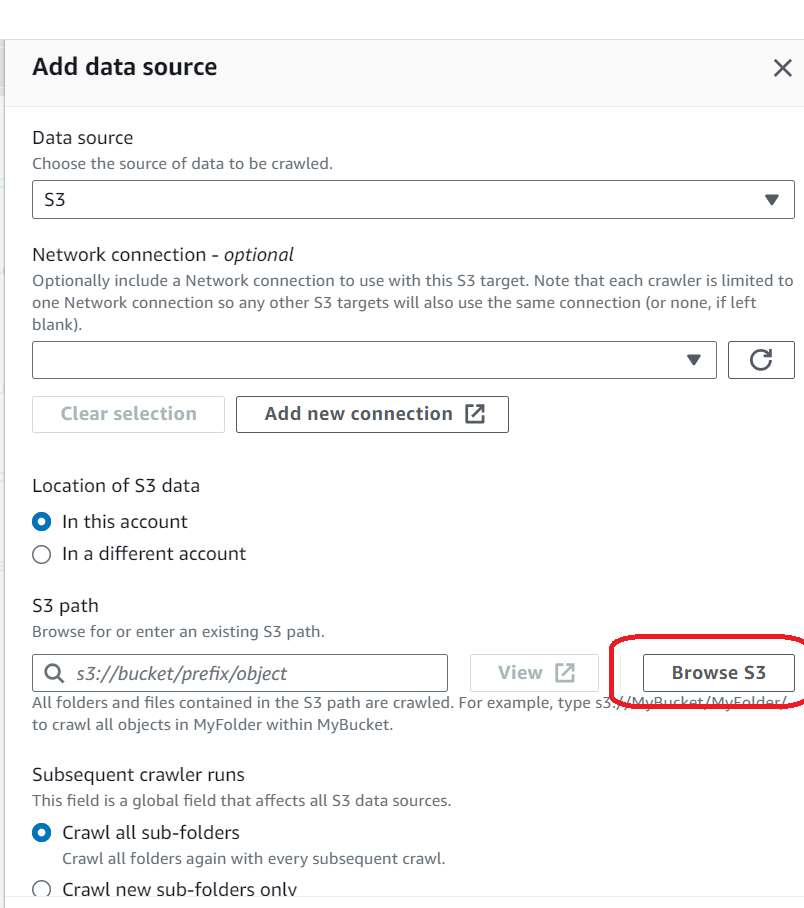 Add data source
Data source
Choose the source of data to be crawled.
S3
Network connection - optional
Optionally include a Network connection to use with this S3 target. Note that each crawler is limited to
one Network connection so any other S3 targets will also use the same connection (or none, if left
blank).
Clear selection
Add new connection
Location of S3 data
In this account
In a different account
S3 path
Browse for or enter an existing S3 path.
s3://bucket/prefix/object
View
Browse S3
All folders and files contained in the S3 path are crawled. For example, type s3://MyBucket/MyFolder/
to crawl all objects in MyFolder within MyBucket.
Subsequent crawler runs
This field is a global field that affects all S3 data sources.
Crawl all sub-folders
Crawl all folders again with every subsequent crawl.
Crawl new sub-folders only